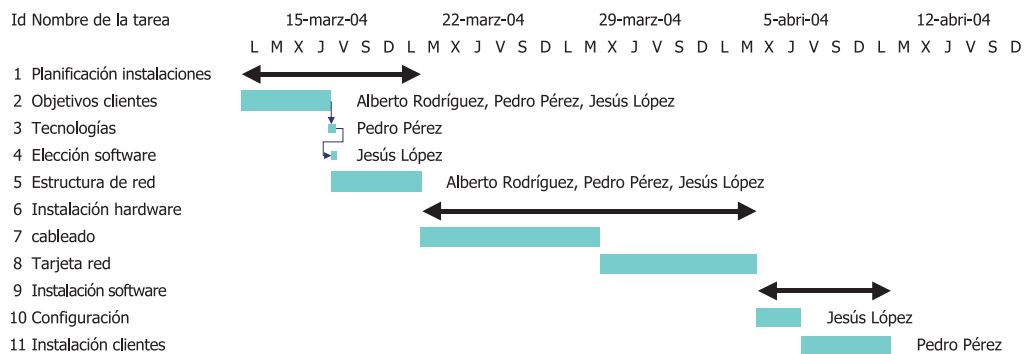 Id Nombre de la tarea 15-marz-04 22-marz-04 29-marz-04 5-abri-04 12-abri-04
L M X J V S D L M X J V S D L M X J V S D L M X J V S D L M X J V S D
1 Planificación instalaciones
2 Objetivos clientes Alberto Rodríguez, Pedro Pérez, Jesús López
3 Tecnologías Pedro Pérez
4 Elección software Jesús López
5 Estructura de red Alberto Rodríguez, Pedro Pérez, Jesús López
6 Instalación hardware
7 cableado
8 Tarjeta red
9 Instalación software
10 Configuración Jesús López
11 Instalación clientes Pedro Pérez